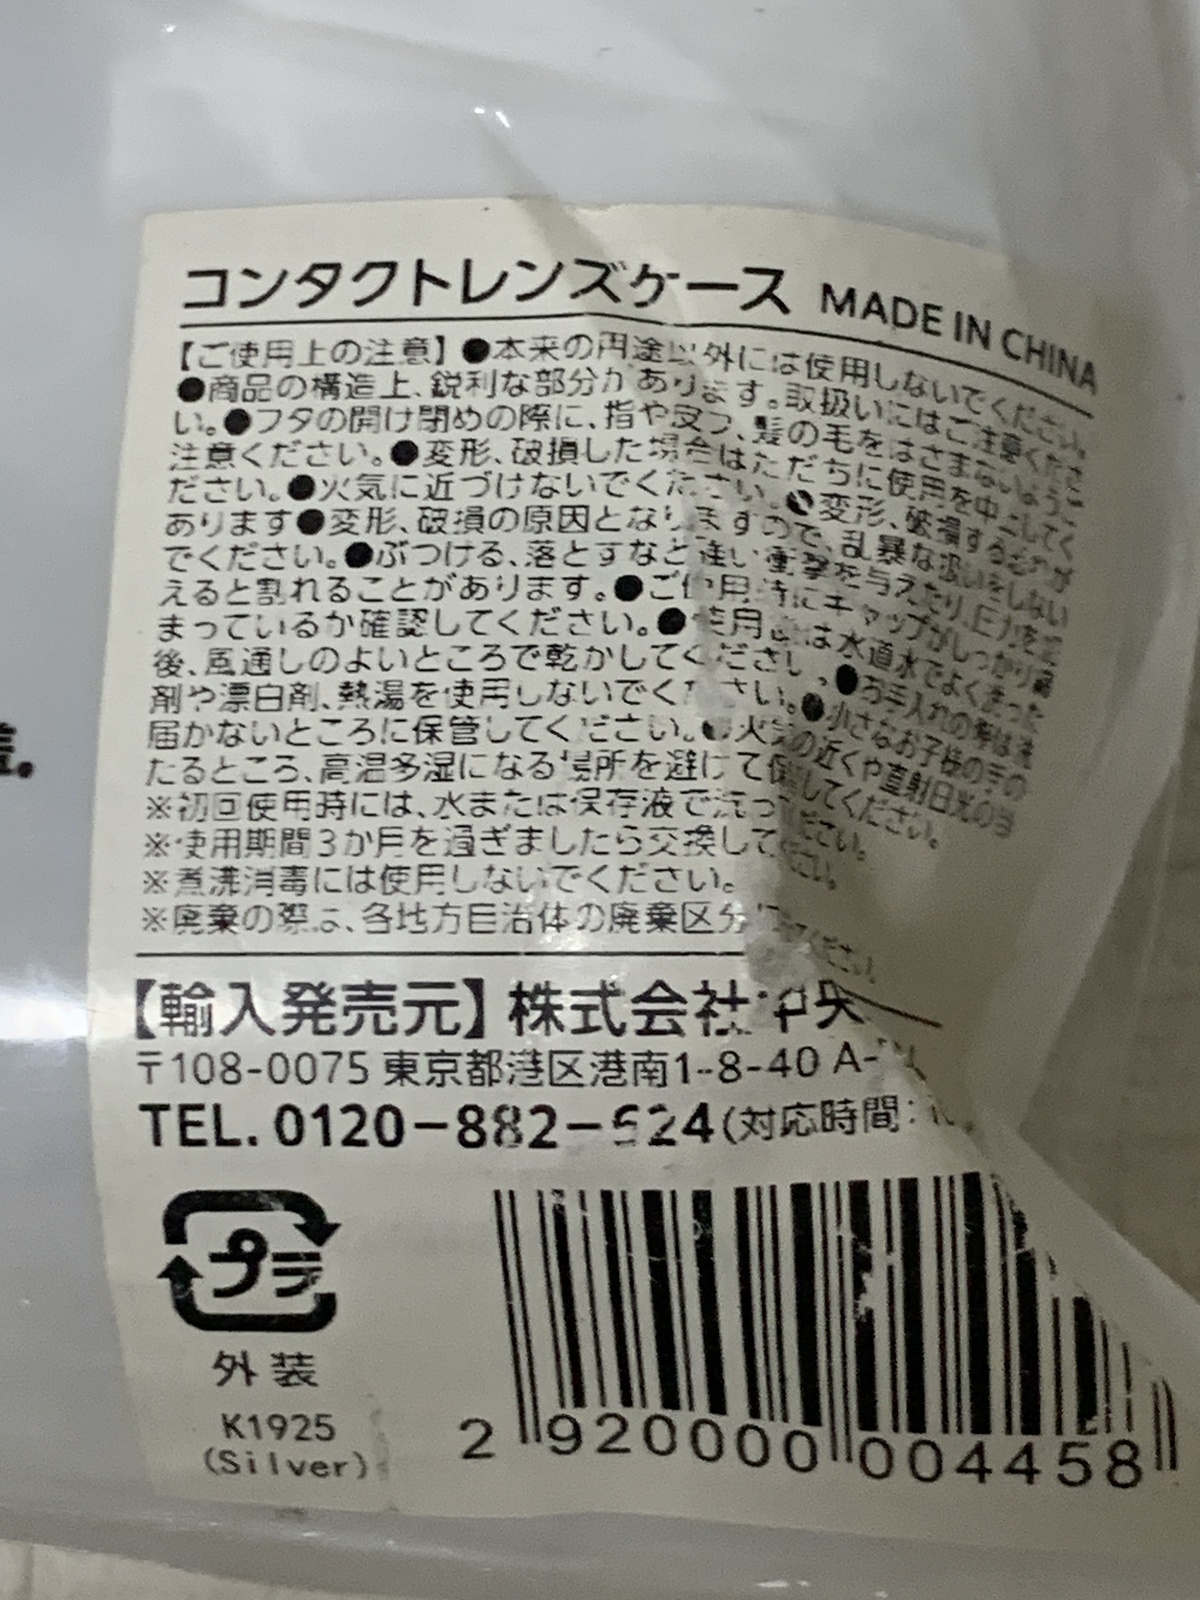 コンタクトレンズケース MADE IN CHINA
【ご使用上の注意】●本来の用途以外には使用しないでください。
●商品の構造上、鋭利な部分があります。取扱いにはご注意くださ
い。●フタの開け閉めの際に、指や皮フ、髪の毛をはさまないようご
注意ください。●変形、破損した場合はただちに使用を中止してく
ださい。●火気に近づけないでください。●変形、破損する恐れが
あります●変形、破損の原因となりますので、乱暴な扱いをしない
でください。●ぶつける、落とすなど強い衝撃を与えたり、圧力を
えると割れることがあります。●ご使用時にキャップがしっかり
まっているか確認してください。●使用 は水道水でよく洗った
後、風通しのよいところで乾かしてください。●お手入れの際は洗
剤や漂白剤、熱湯を使用しないでください。●小さなお子様の手の
届かないところに保管してください。●火気の近くや直射日光の当
たるところ、高温多湿になる場所を避けて保管してください。
※初回使用時には、水または保存液で洗っ ください。
※使用期間3か月を過ぎましたら交換してください。
※煮沸消毒には使用しないでください。
※廃棄の際は、各地方自治体の廃棄区分 ください。
【輸入発売元】株式会社 中央
〒108-0075 東京都港区港南1-8-40 A-
TEL. 0120-882-524(対応時間:
プラ
外装
K1925
(Silver)
2 920000 004458